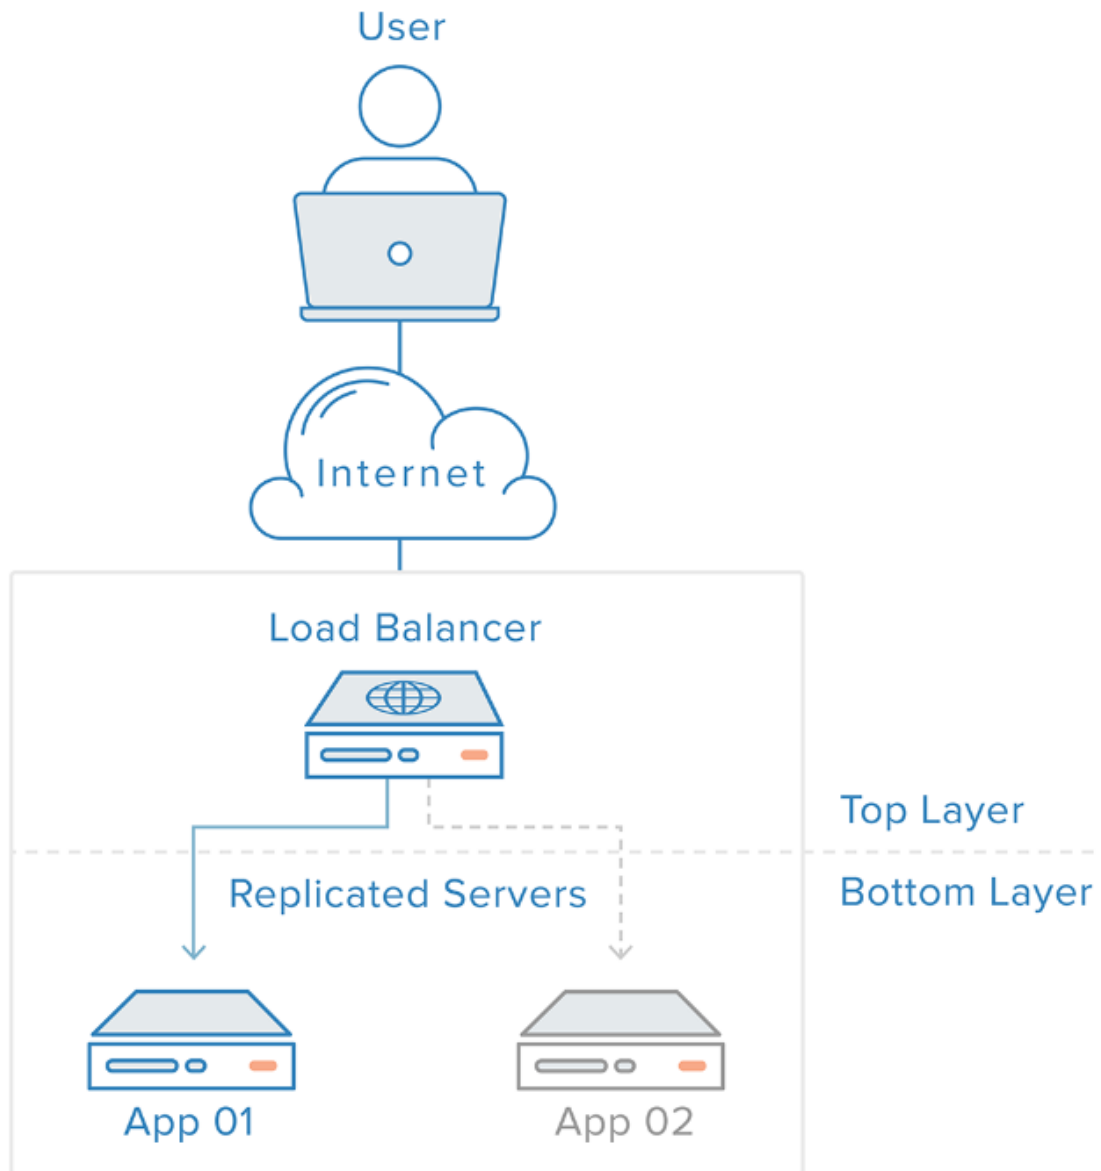 User
Internet
Load Balancer
Top Layer
Replicated Servers
Bottom Layer
App 01
App 02